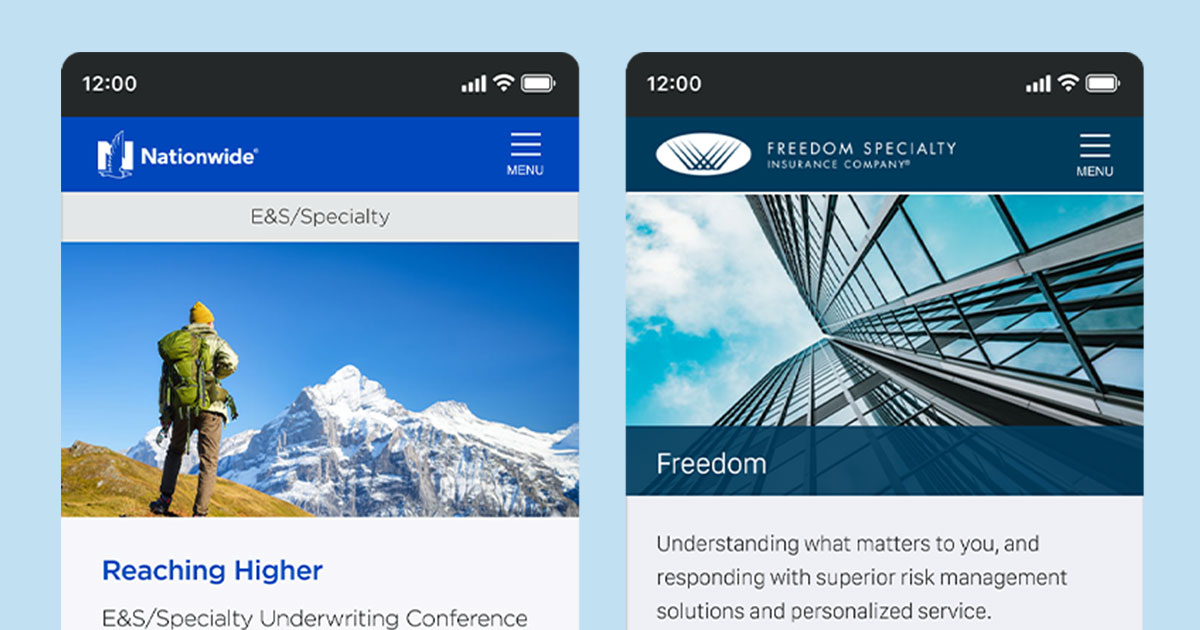 12:00
Nationwide®
MENU
E&S/Specialty
Reaching Higher
E&S/Specialty Underwriting Conference
12:00
FREEDOM SPECIALTY
INSURANCE COMPANY®
MENU
Freedom
Understanding what matters to you, and
responding with superior risk management
solutions and personalized service.